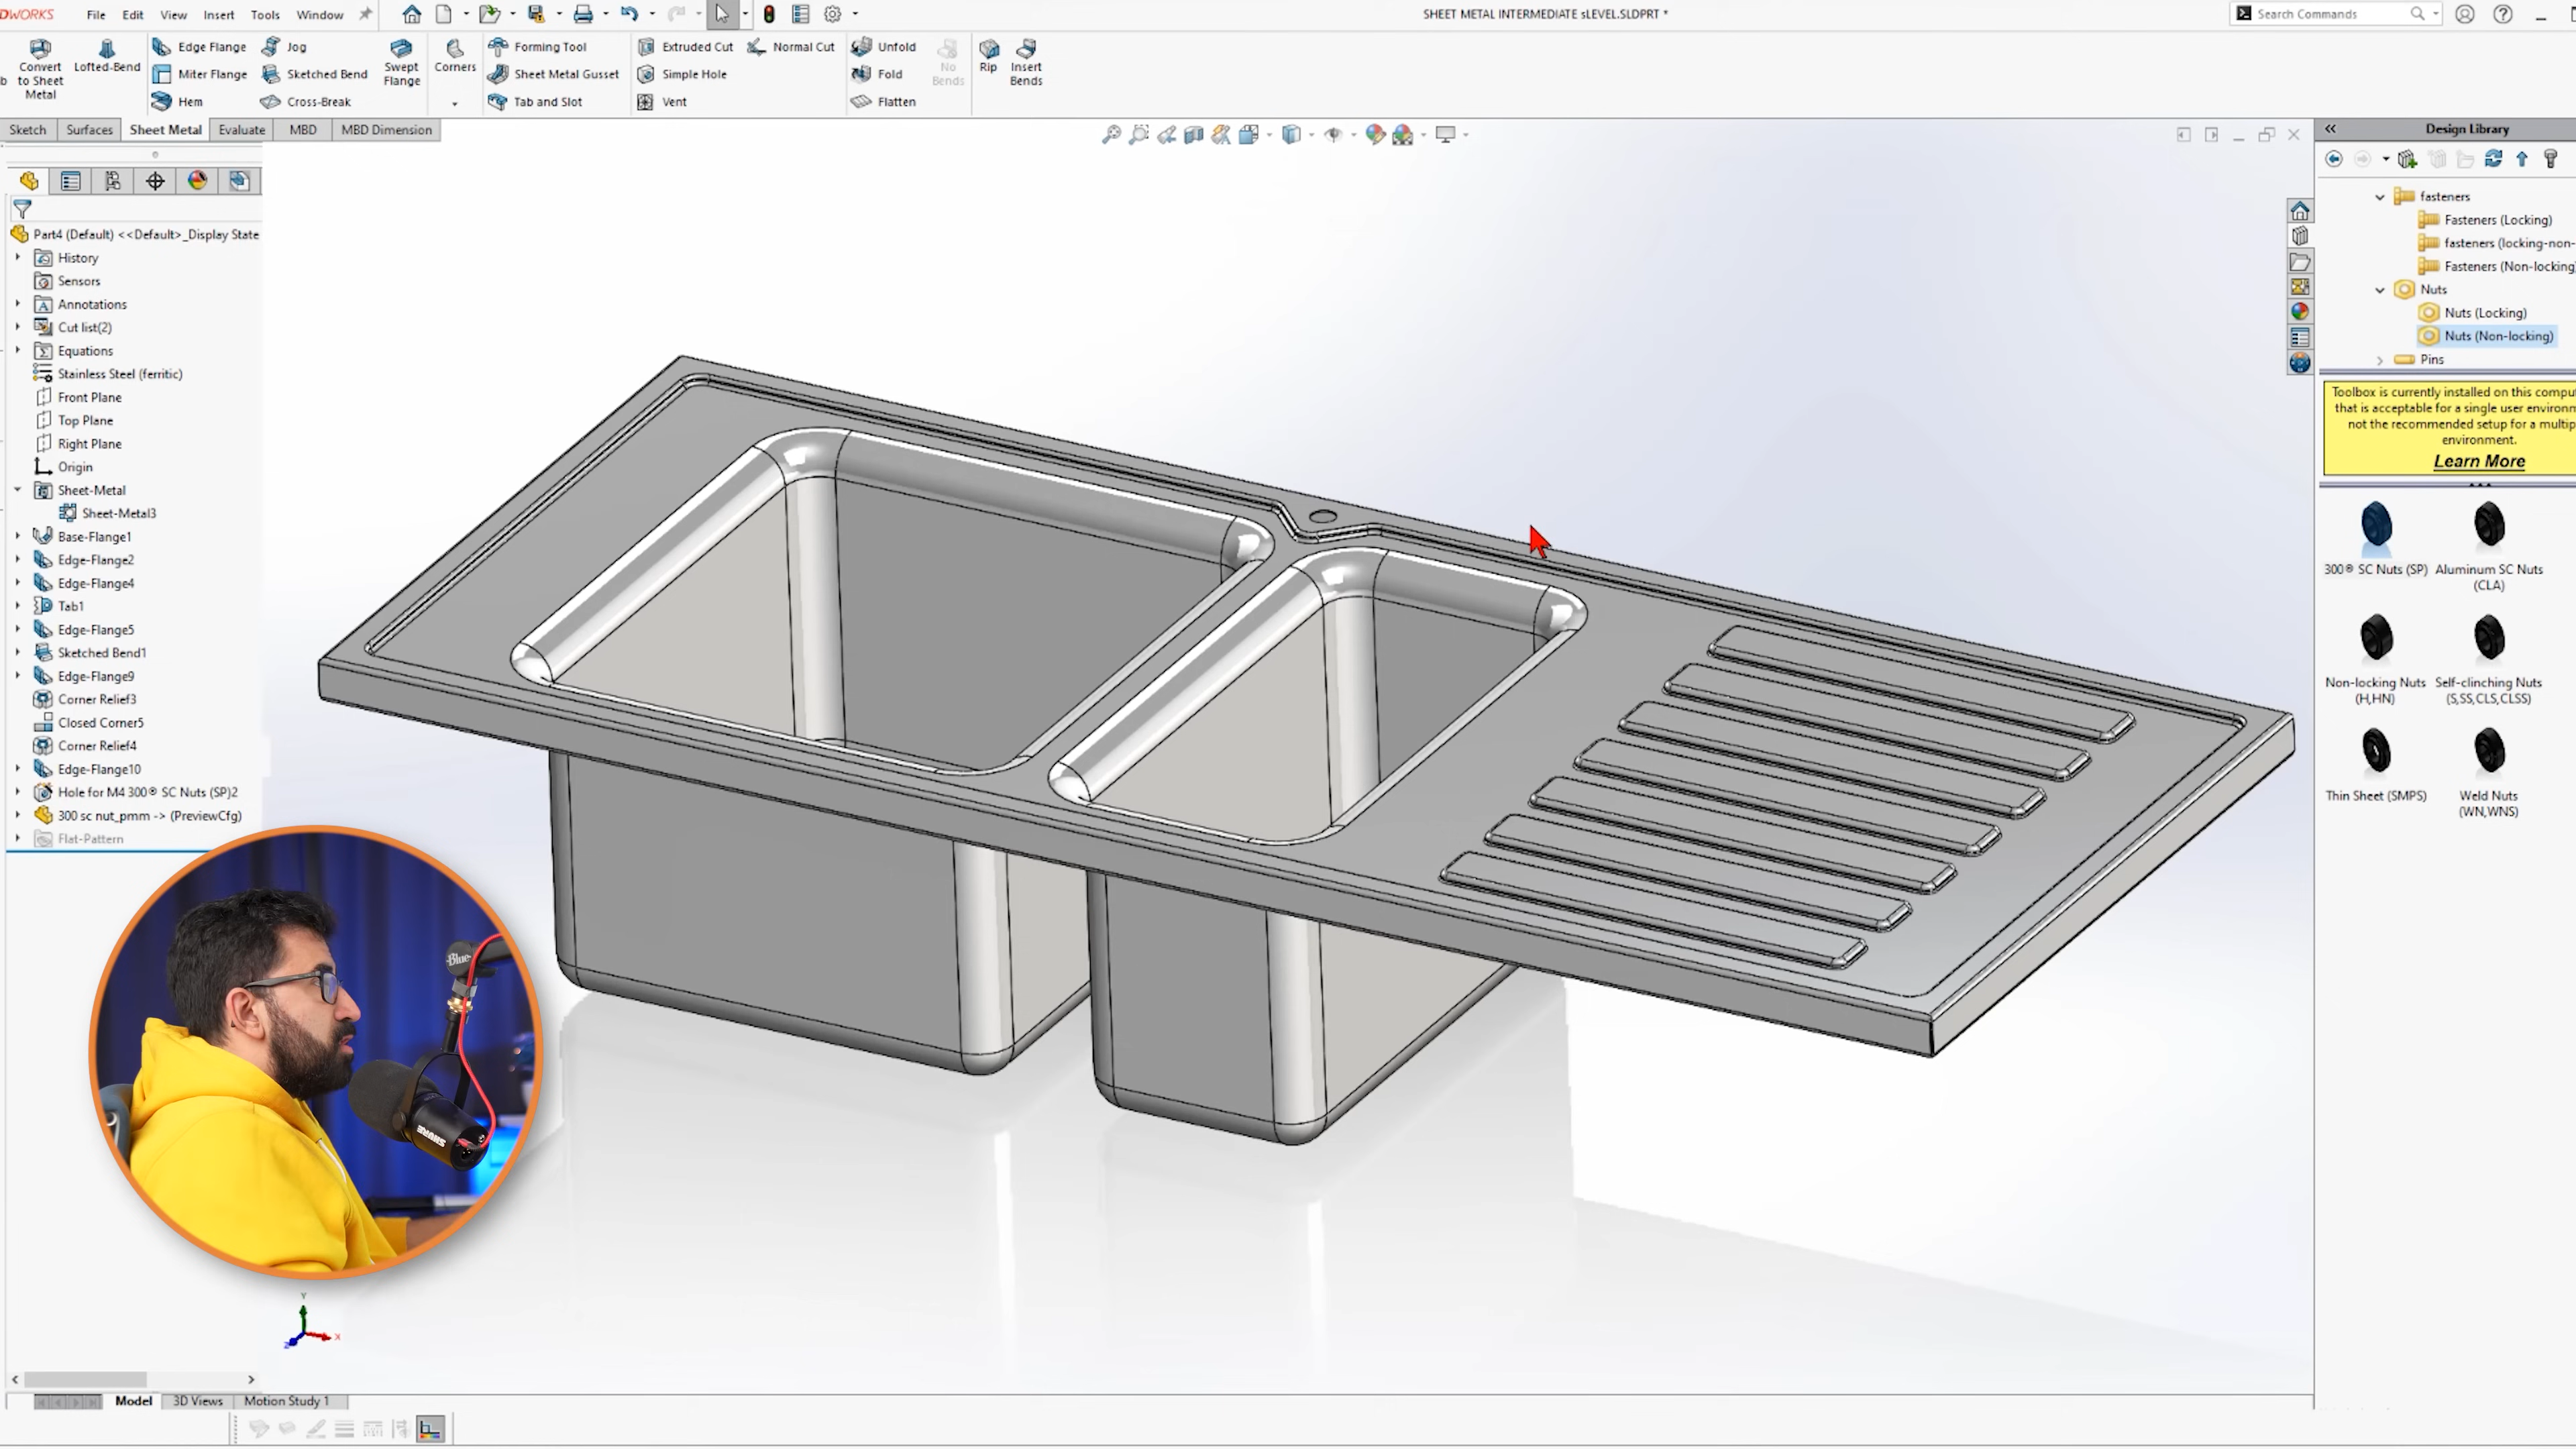 DWORKS File Edit View Insert Tools Window
SHEET METAL INTERMEDIATE sLEVEL.SLDPRT *
Search Commands
b
Convert to Sheet Metal
Lofted-Bend
Edge Flange
Miter Flange
Hem
Jog
Sketched Bend
Cross-Break
Swept Flange
Corners
Forming Tool
Sheet Metal Gusset
Tab and Slot
Extruded Cut
Simple Hole
Vent
Normal Cut
Unfold
Fold
Flatten
No Bends
Rip
Insert Bends
Sketch Surfaces Sheet Metal Evaluate MBD MBD Dimension
Part4 (Default) <<Default>_Display State
History
Sensors
Annotations
Cut list(2)
Equations
Stainless Steel (ferritic)
Front Plane
Top Plane
Right Plane
Origin
Sheet-Metal
Sheet-Metal3
Base-Flange1
Edge-Flange2
Edge-Flange4
Tab1
Edge-Flange5
Sketched Bend1
Edge-Flange9
Corner Relief3
Closed Corner5
Corner Relief4
Edge-Flange10
Hole for M4 300® SC Nuts (SP)2
300 sc nut_pmm -> (PreviewCfg)
Flat-Pattern
Blue
SHURE
Y
X
Z
Model 3D Views Motion Study 1
Design Library
fasteners
Fasteners (Locking)
fasteners (locking-non-
Fasteners (Non-locking)
Nuts
Nuts (Locking)
Nuts (Non-locking)
Pins
Toolbox is currently installed on this compu
that is acceptable for a single user environm
not the recommended setup for a multip
environment.
Learn More
300® SC Nuts (SP)
Aluminum SC Nuts
(CLA)
Non-locking Nuts
(H,HN)
Self-clinching Nuts
(S,SS,CLS,CLSS)
Thin Sheet (SMPS)
Weld Nuts
(WN,WNS)